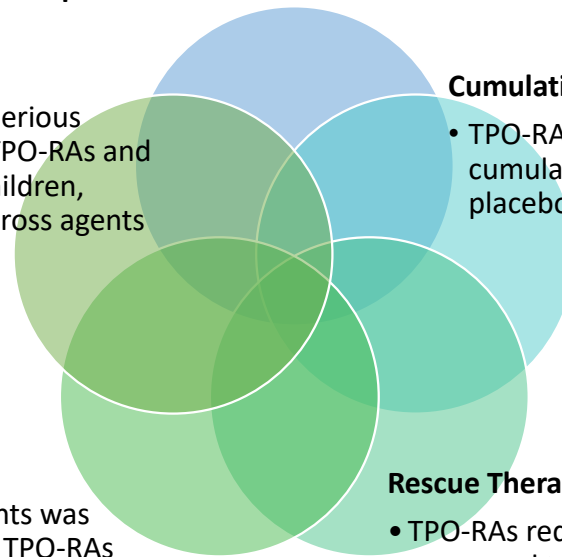 erious
TPO-RAs and
ildren,
ross agents
Cumulati
• TPO-RA
cumula
placebo
nts was
TPO-RAs
Rescue Thera
• TPO-RAs red